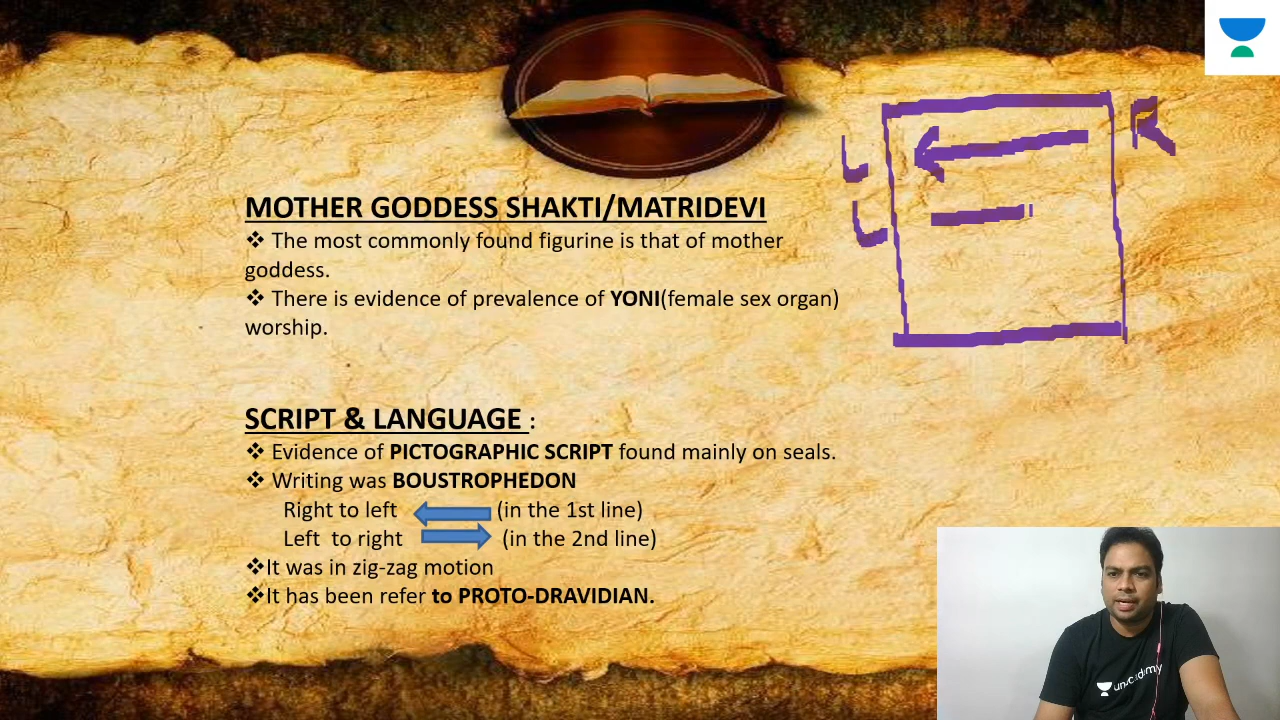 MOTHER GODDESS SHAKTI/MATRIDEVI
❖ The most commonly found figurine is that of mother
goddess.
❖ There is evidence of prevalence of YONI(female sex organ)
worship.
SCRIPT & LANGUAGE :
❖ Evidence of PICTOGRAPHIC SCRIPT found mainly on seals.
❖ Writing was BOUSTROPHEDON
Right to left (in the 1st line)
Left to right (in the 2nd line)
❖It was in zig-zag motion
❖It has been refer to PROTO-DRAVIDIAN.
L R
L
unacademy